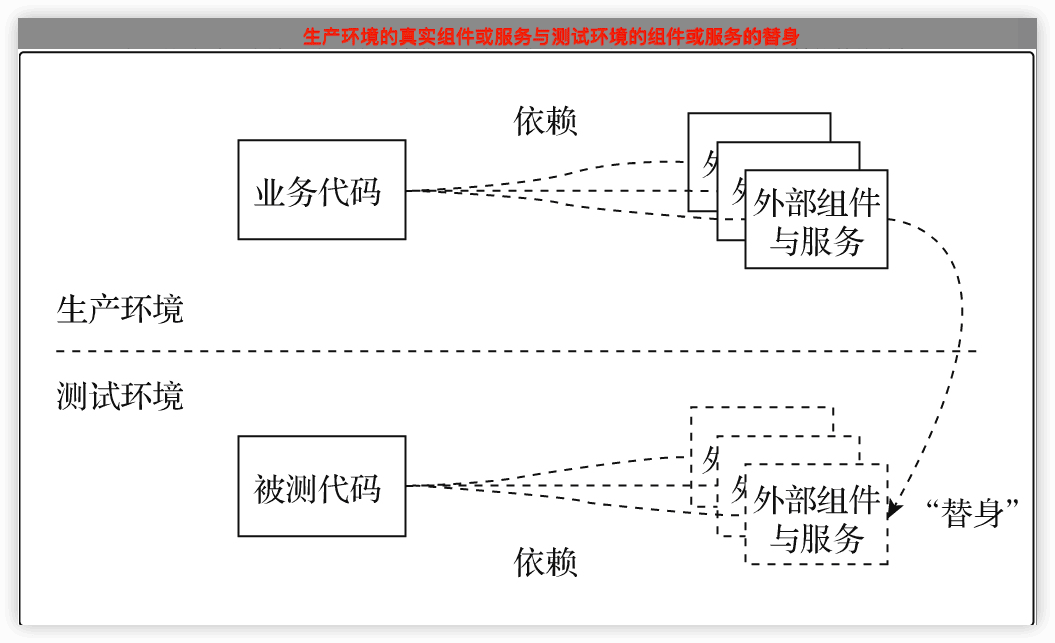 生产环境的真实组件或服务与测试环境的组件或服务的替身
依赖
业务代码
外
外
外部组件
与服务
生产环境
测试环境
被测代码
外
外
外部组件
与服务
“替身”
依赖